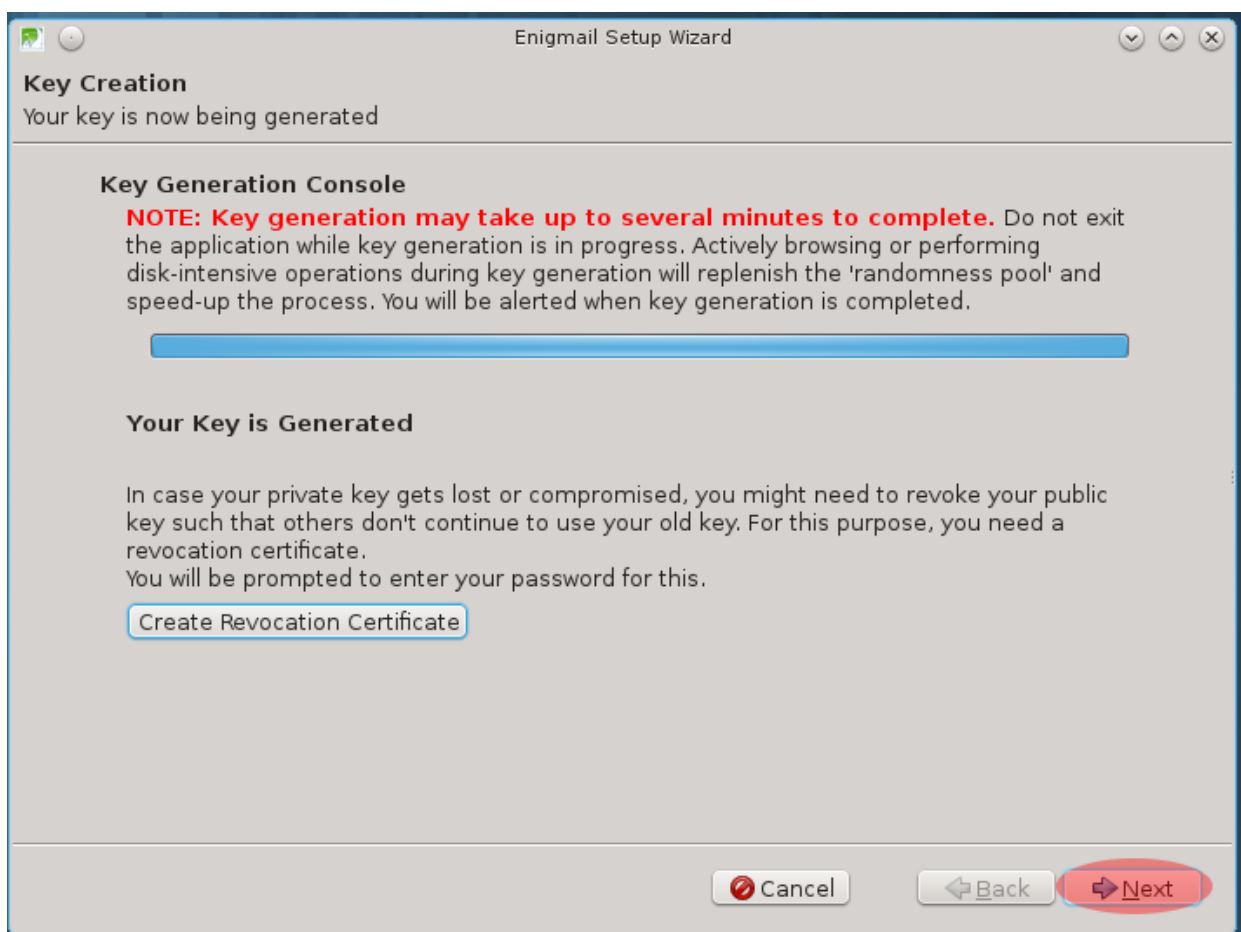 Enigmail Setup Wizard
Key Creation
Your key is now being generated
Key Generation Console
NOTE: Key generation may take up to several minutes to complete. Do not exit
the application while key generation is in progress. Actively browsing or performing
disk-intensive operations during key generation will replenish the 'randomness pool' and
speed-up the process. You will be alerted when key generation is completed.
Your Key is Generated
In case your private key gets lost or compromised, you might need to revoke your public
key such that others don't continue to use your old key. For this purpose, you need a
revocation certificate.
You will be prompted to enter your password for this.
Create Revocation Certificate
Cancel Back Next